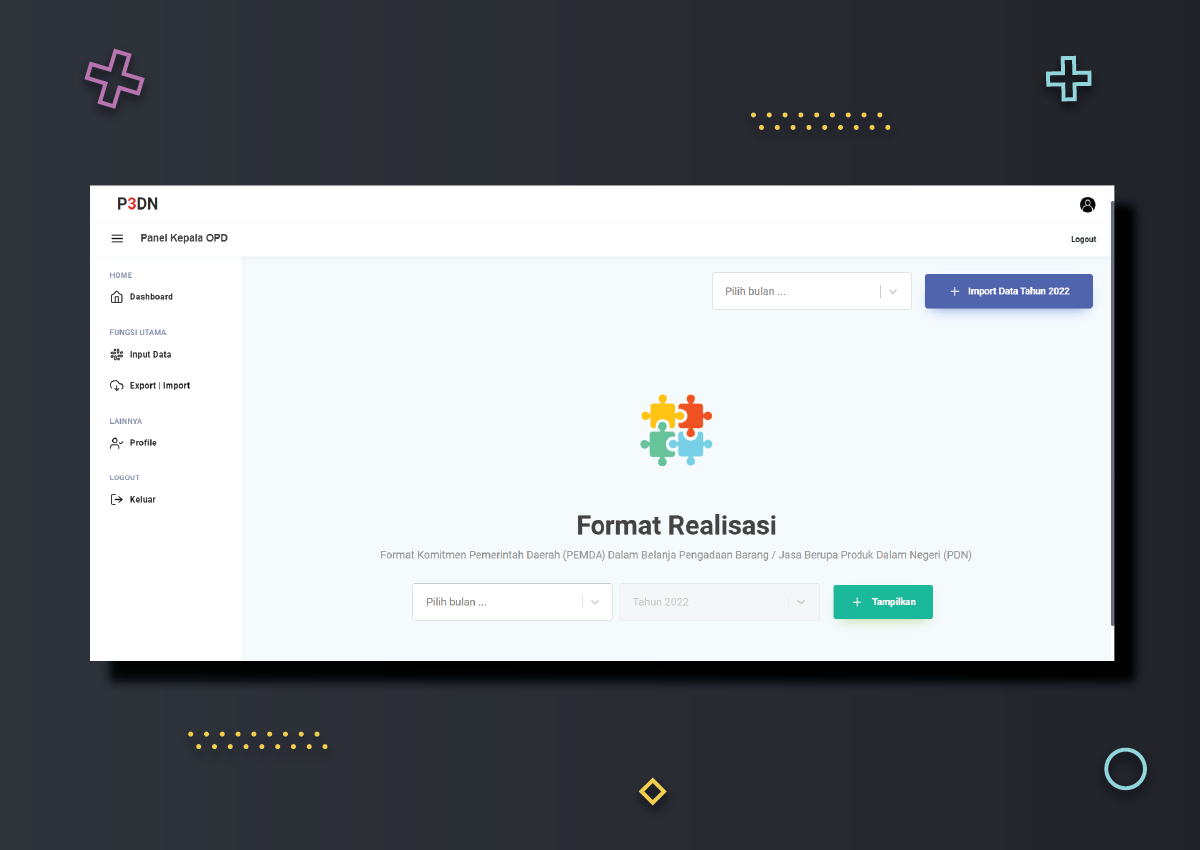 P3DN
Panel Kepala OPD
Logout
HOME
Dashboard
FUNGSI UTAMA
Input Data
Export | Import
LAINNYA
Profile
LOGOUT
Keluar
Pilih bulan ...
Import Data Tahun 2022
Format Realisasi
Format Komitmen Pemerintah Daerah (PEMDA) Dalam Belanja Pengadaan Barang / Jasa Berupa Produk Dalam Negeri (PDN)
Pilih bulan ...
Tahun 2022
Tampilkan